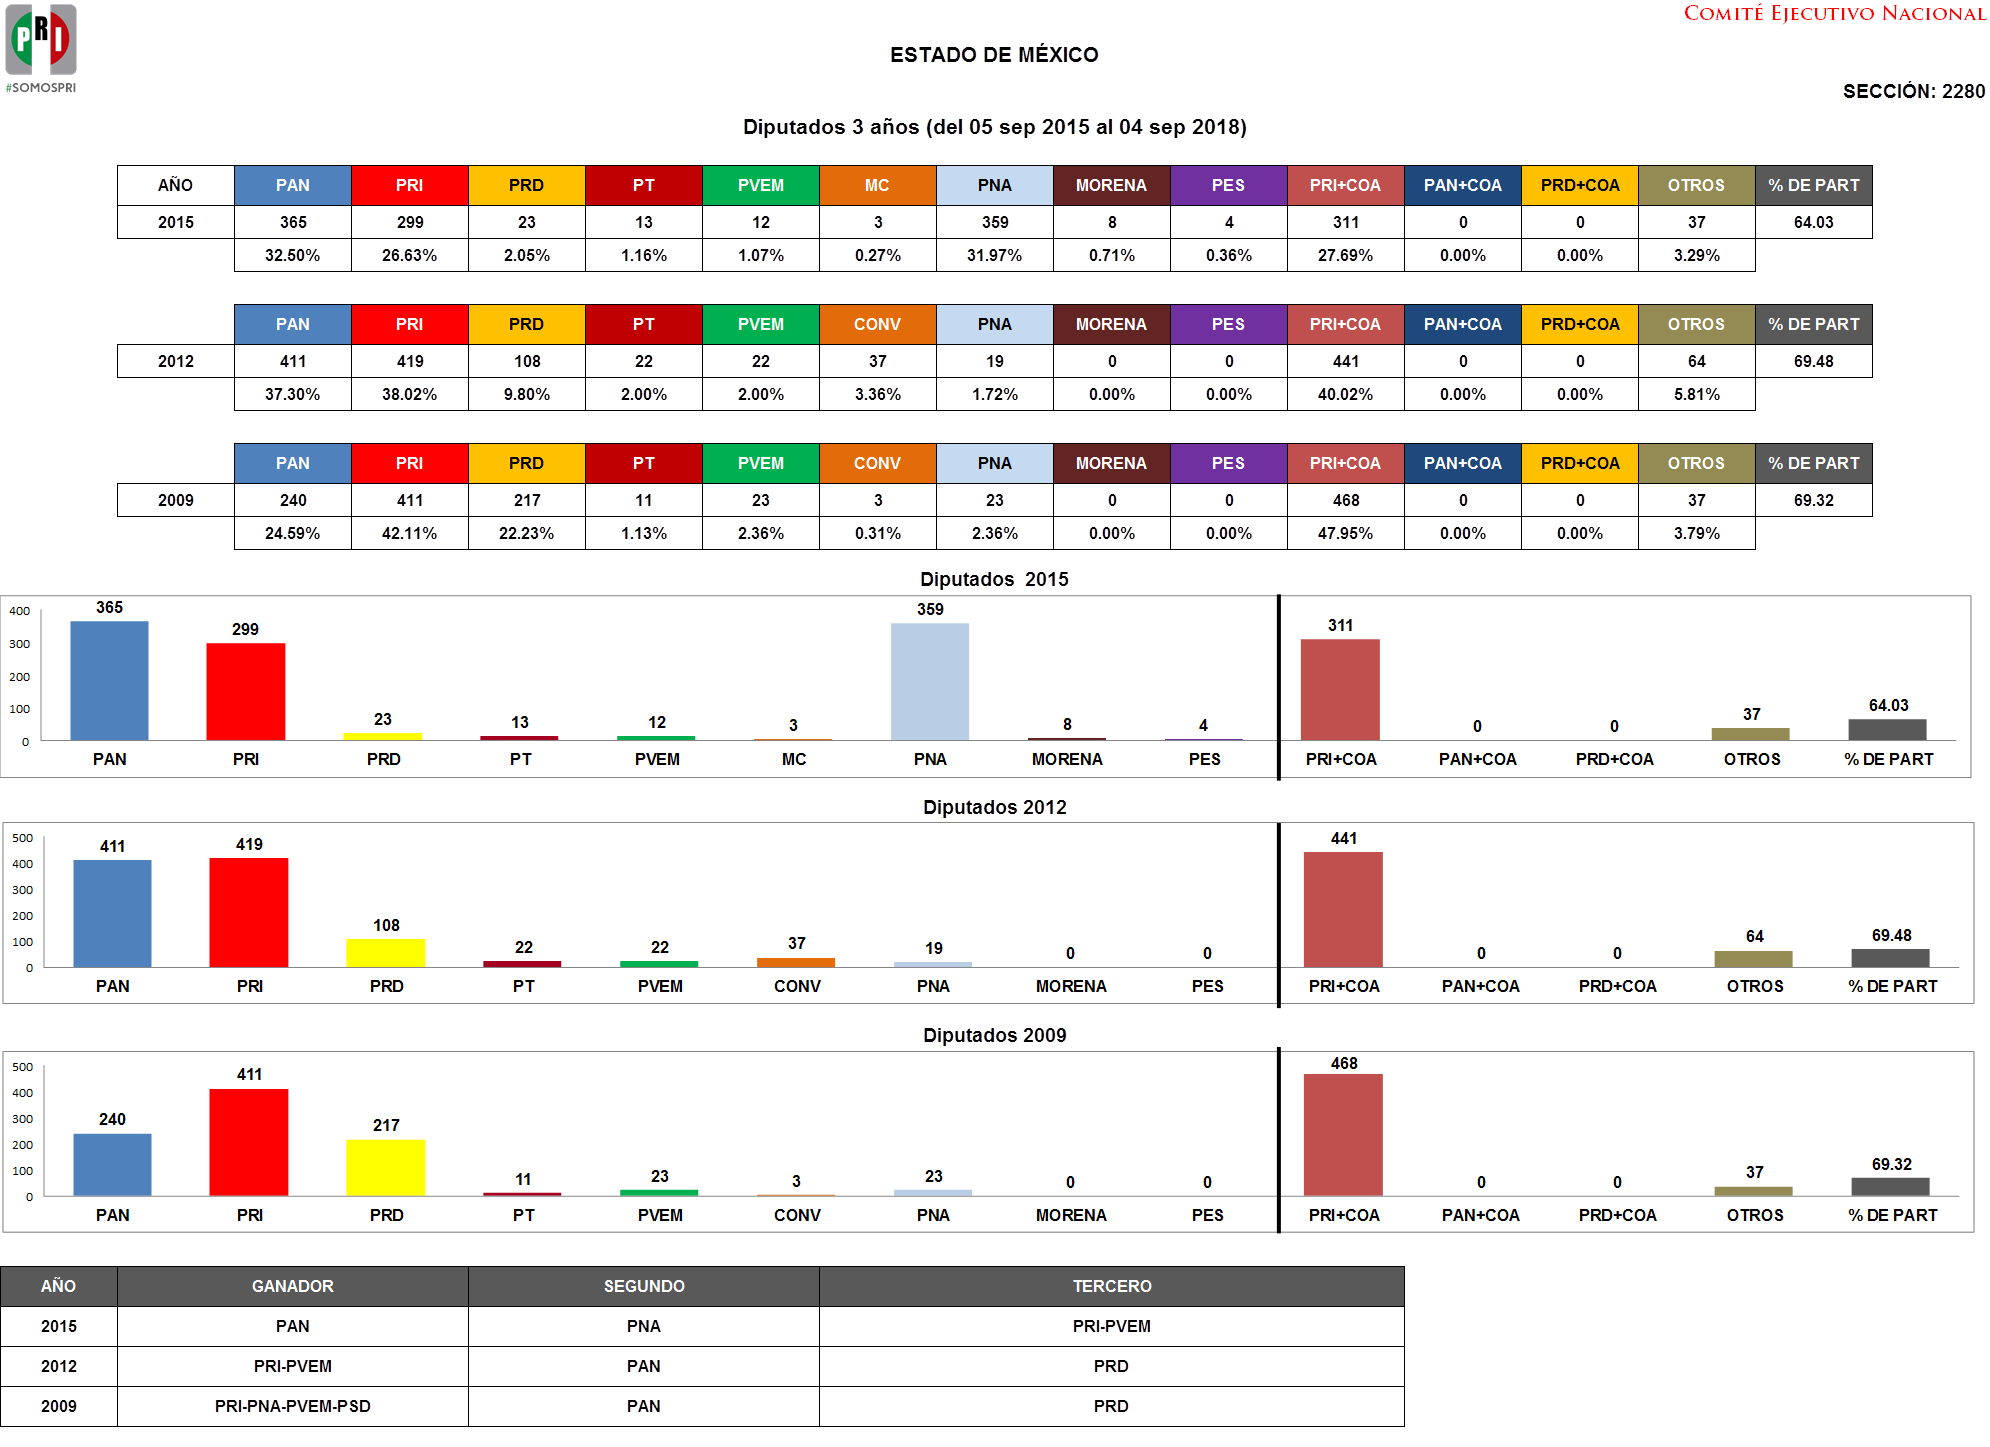 PRI
#SOMOSPRI
COMITÉ EJECUTIVO NACIONAL
ESTADO DE MÉXICO
SECCIÓN: 2280
Diputados 3 años (del 05 sep 2015 al 04 sep 2018)
AÑO PAN PRI PRD PT PVEM MC PNA MORENA PES PRI+COA PAN+COA PRD+COA OTROS % DE PART
2015 365 299 23 13 12 3 359 8 4 311 0 0 37 64.03
32.50% 26.63% 2.05% 1.16% 1.07% 0.27% 31.97% 0.71% 0.36% 27.69% 0.00% 0.00% 3.29%
PAN PRI PRD PT PVEM CONV PNA MORENA PES PRI+COA PAN+COA PRD+COA OTROS % DE PART
2012 411 419 108 22 22 37 19 0 0 441 0 0 64 69.48
37.30% 38.02% 9.80% 2.00% 2.00% 3.36% 1.72% 0.00% 0.00% 40.02% 0.00% 0.00% 5.81%
PAN PRI PRD PT PVEM CONV PNA MORENA PES PRI+COA PAN+COA PRD+COA OTROS % DE PART
2009 240 411 217 11 23 3 23 0 0 468 0 0 37 69.32
24.59% 42.11% 22.23% 1.13% 2.36% 0.31% 2.36% 0.00% 0.00% 47.95% 0.00% 0.00% 3.79%
Diputados 2015
400
300
200
100
0
365 299 23 13 12 3 359 8 4 311 0 0 37 64.03
PAN PRI PRD PT PVEM MC PNA MORENA PES PRI+COA PAN+COA PRD+COA OTROS % DE PART
Diputados 2012
500
400
300
200
100
0
411 419 108 22 22 37 19 0 0 441 0 0 64 69.48
PAN PRI PRD PT PVEM CONV PNA MORENA PES PRI+COA PAN+COA PRD+COA OTROS % DE PART
Diputados 2009
500
400
300
200
100
0
240 411 217 11 23 3 23 0 0 468 0 0 37 69.32
PAN PRI PRD PT PVEM CONV PNA MORENA PES PRI+COA PAN+COA PRD+COA OTROS % DE PART
AÑO GANADOR SEGUNDO TERCERO
2015 PAN PNA PRI-PVEM
2012 PRI-PVEM PAN PRD
2009 PRI-PNA-PVEM-PSD PAN PRD